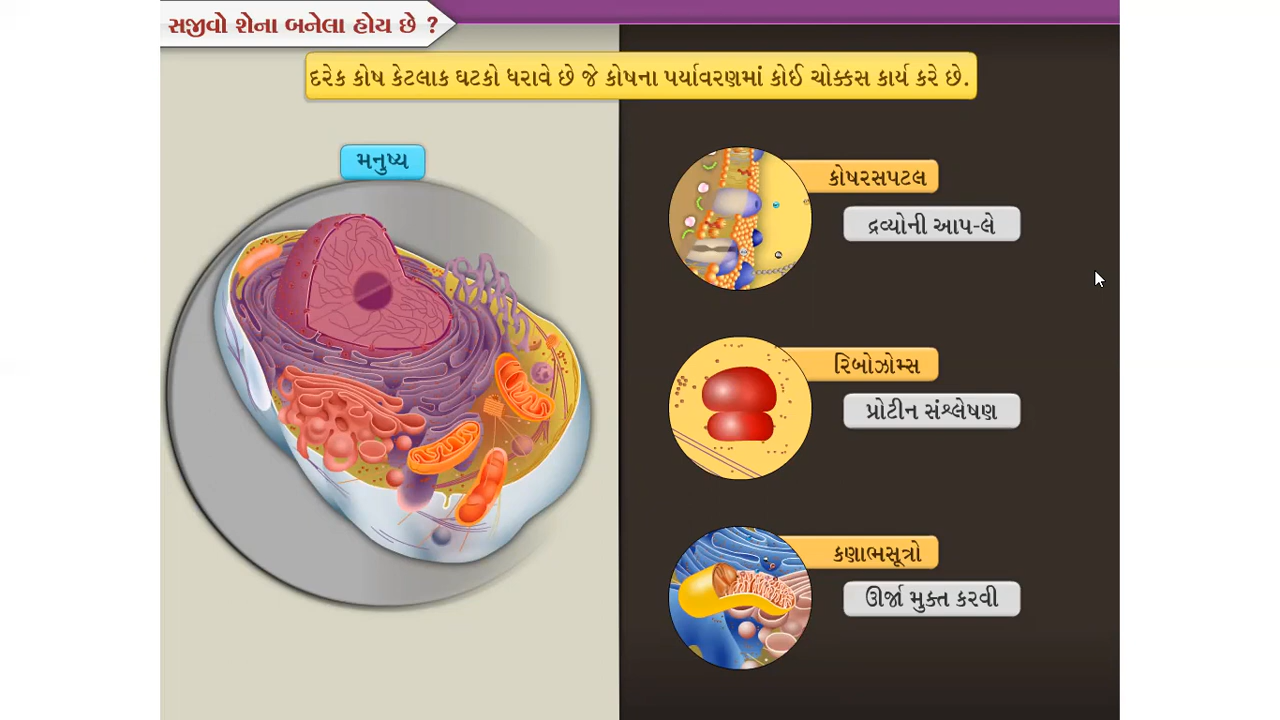 સજીવો શેના બનેલા હોય છે ?
દરેક કોષ કેટલાક ઘટકો ધરાવે છે જે કોષના પર્યાવરણમાં કોઈ ચોક્કસ કાર્ય કરે છે.
મનુષ્ય
કોષરસપટલ
દ્રવ્યોની આપ-લે
રિબોઝોમ્સ
પ્રોટીન સંશ્લેષણ
કણાભસૂત્રો
ઊર્જા મુક્ત કરવી